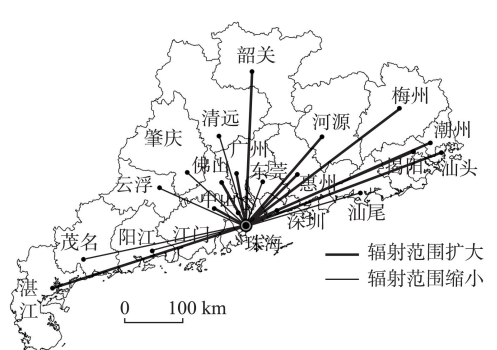 韶关
梅州
清远
河源
潮州
肇庆
广州
佛山
东莞
揭阳
汕头
云浮
惠州
中山
汕尾
深圳
茂名
阳江
江门
珠海
辐射范围扩大
辐射范围缩小
湛江
0 100 km